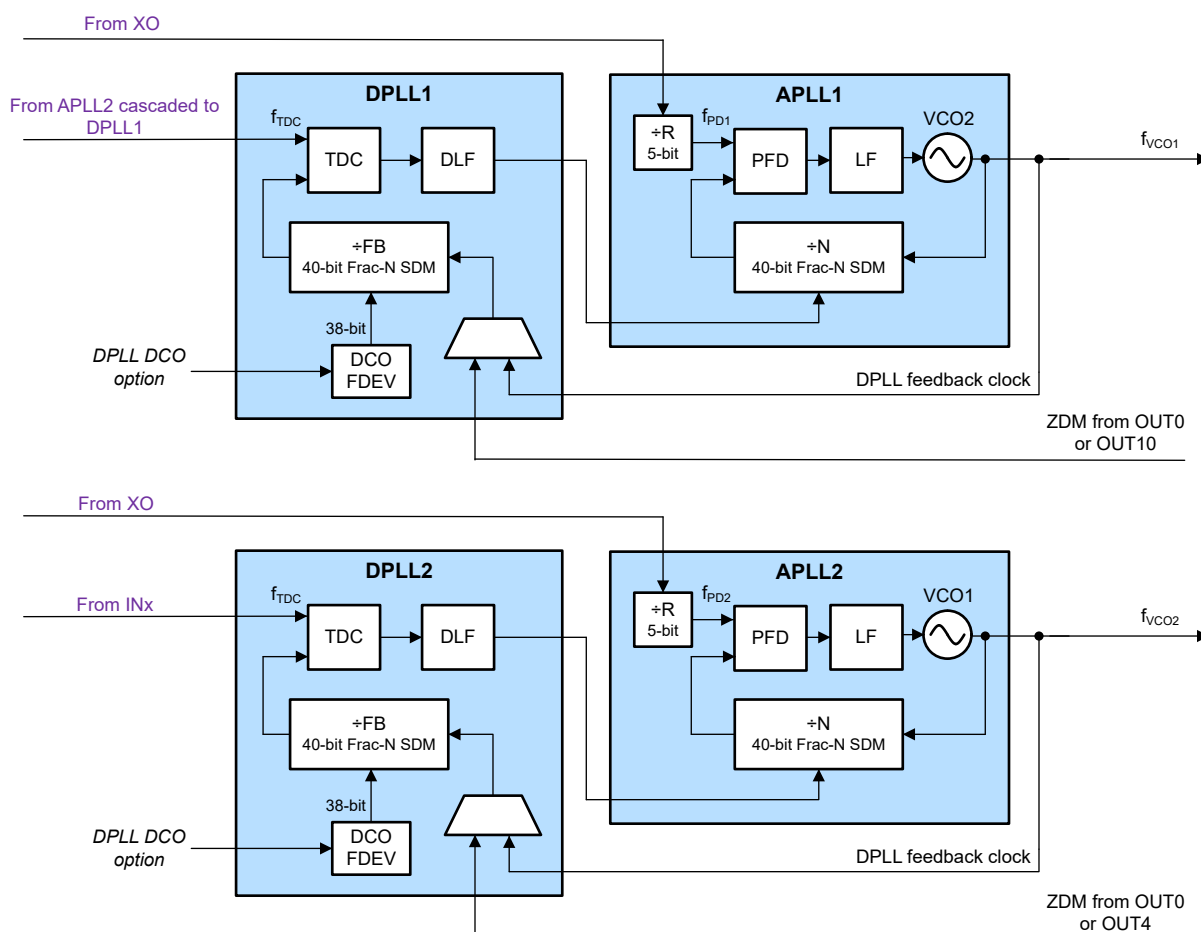 From XO
DPLL1
APLL1
From APLL2 cascaded to
DPLL1
fTDC
TDC
DLF
÷R
5-bit
fPD1
PFD
LF
VCO2
fVCO1
÷FB
40-bit Frac-N SDM
÷N
40-bit Frac-N SDM
38-bit
DPLL DCO
option
DCO
FDEV
DPLL feedback clock
ZDM from OUT0
or OUT10
From XO
DPLL2
APLL2
From INx
fTDC
TDC
DLF
÷R
5-bit
fPD2
PFD
LF
VCO1
fVCO2
÷FB
40-bit Frac-N SDM
÷N
40-bit Frac-N SDM
38-bit
DPLL DCO
option
DCO
FDEV
DPLL feedback clock
ZDM from OUT0
or OUT4